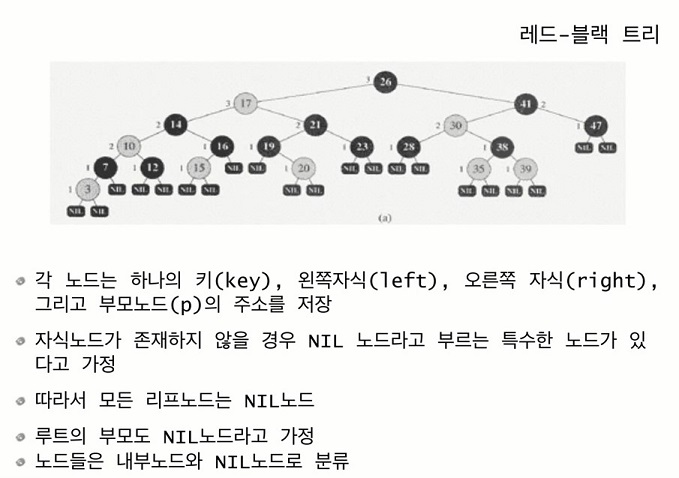 레드-블랙 트리
3 26
3 17 41 2
2 14 2 21 2 30 1 47
2 10 1 16 1 19 1 23 1 28 1 38 NIL NIL
1 7 1 12 1 15 NIL NIL 1 20 NIL NIL NIL NIL 1 35 1 39
1 3 NIL NIL NIL NIL NIL NIL NIL NIL NIL NIL NIL
NIL NIL
(a)
각 노드는 하나의 키(key), 왼쪽자식(left), 오른쪽 자식(right),
그리고 부모노드(p)의 주소를 저장
자식노드가 존재하지 않을 경우 NIL 노드라고 부르는 특수한 노드가 있
다고 가정
따라서 모든 리프노드는 NIL노드
루트의 부모도 NIL노드라고 가정
노드들은 내부노드와 NIL노드로 분류